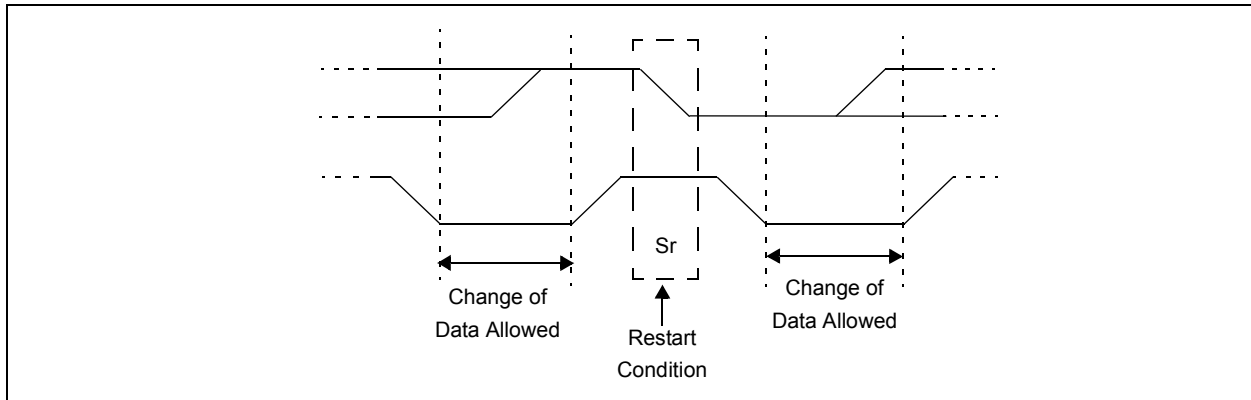 Sr
Change of
Data Allowed
Restart
Condition
Change of
Data Allowed